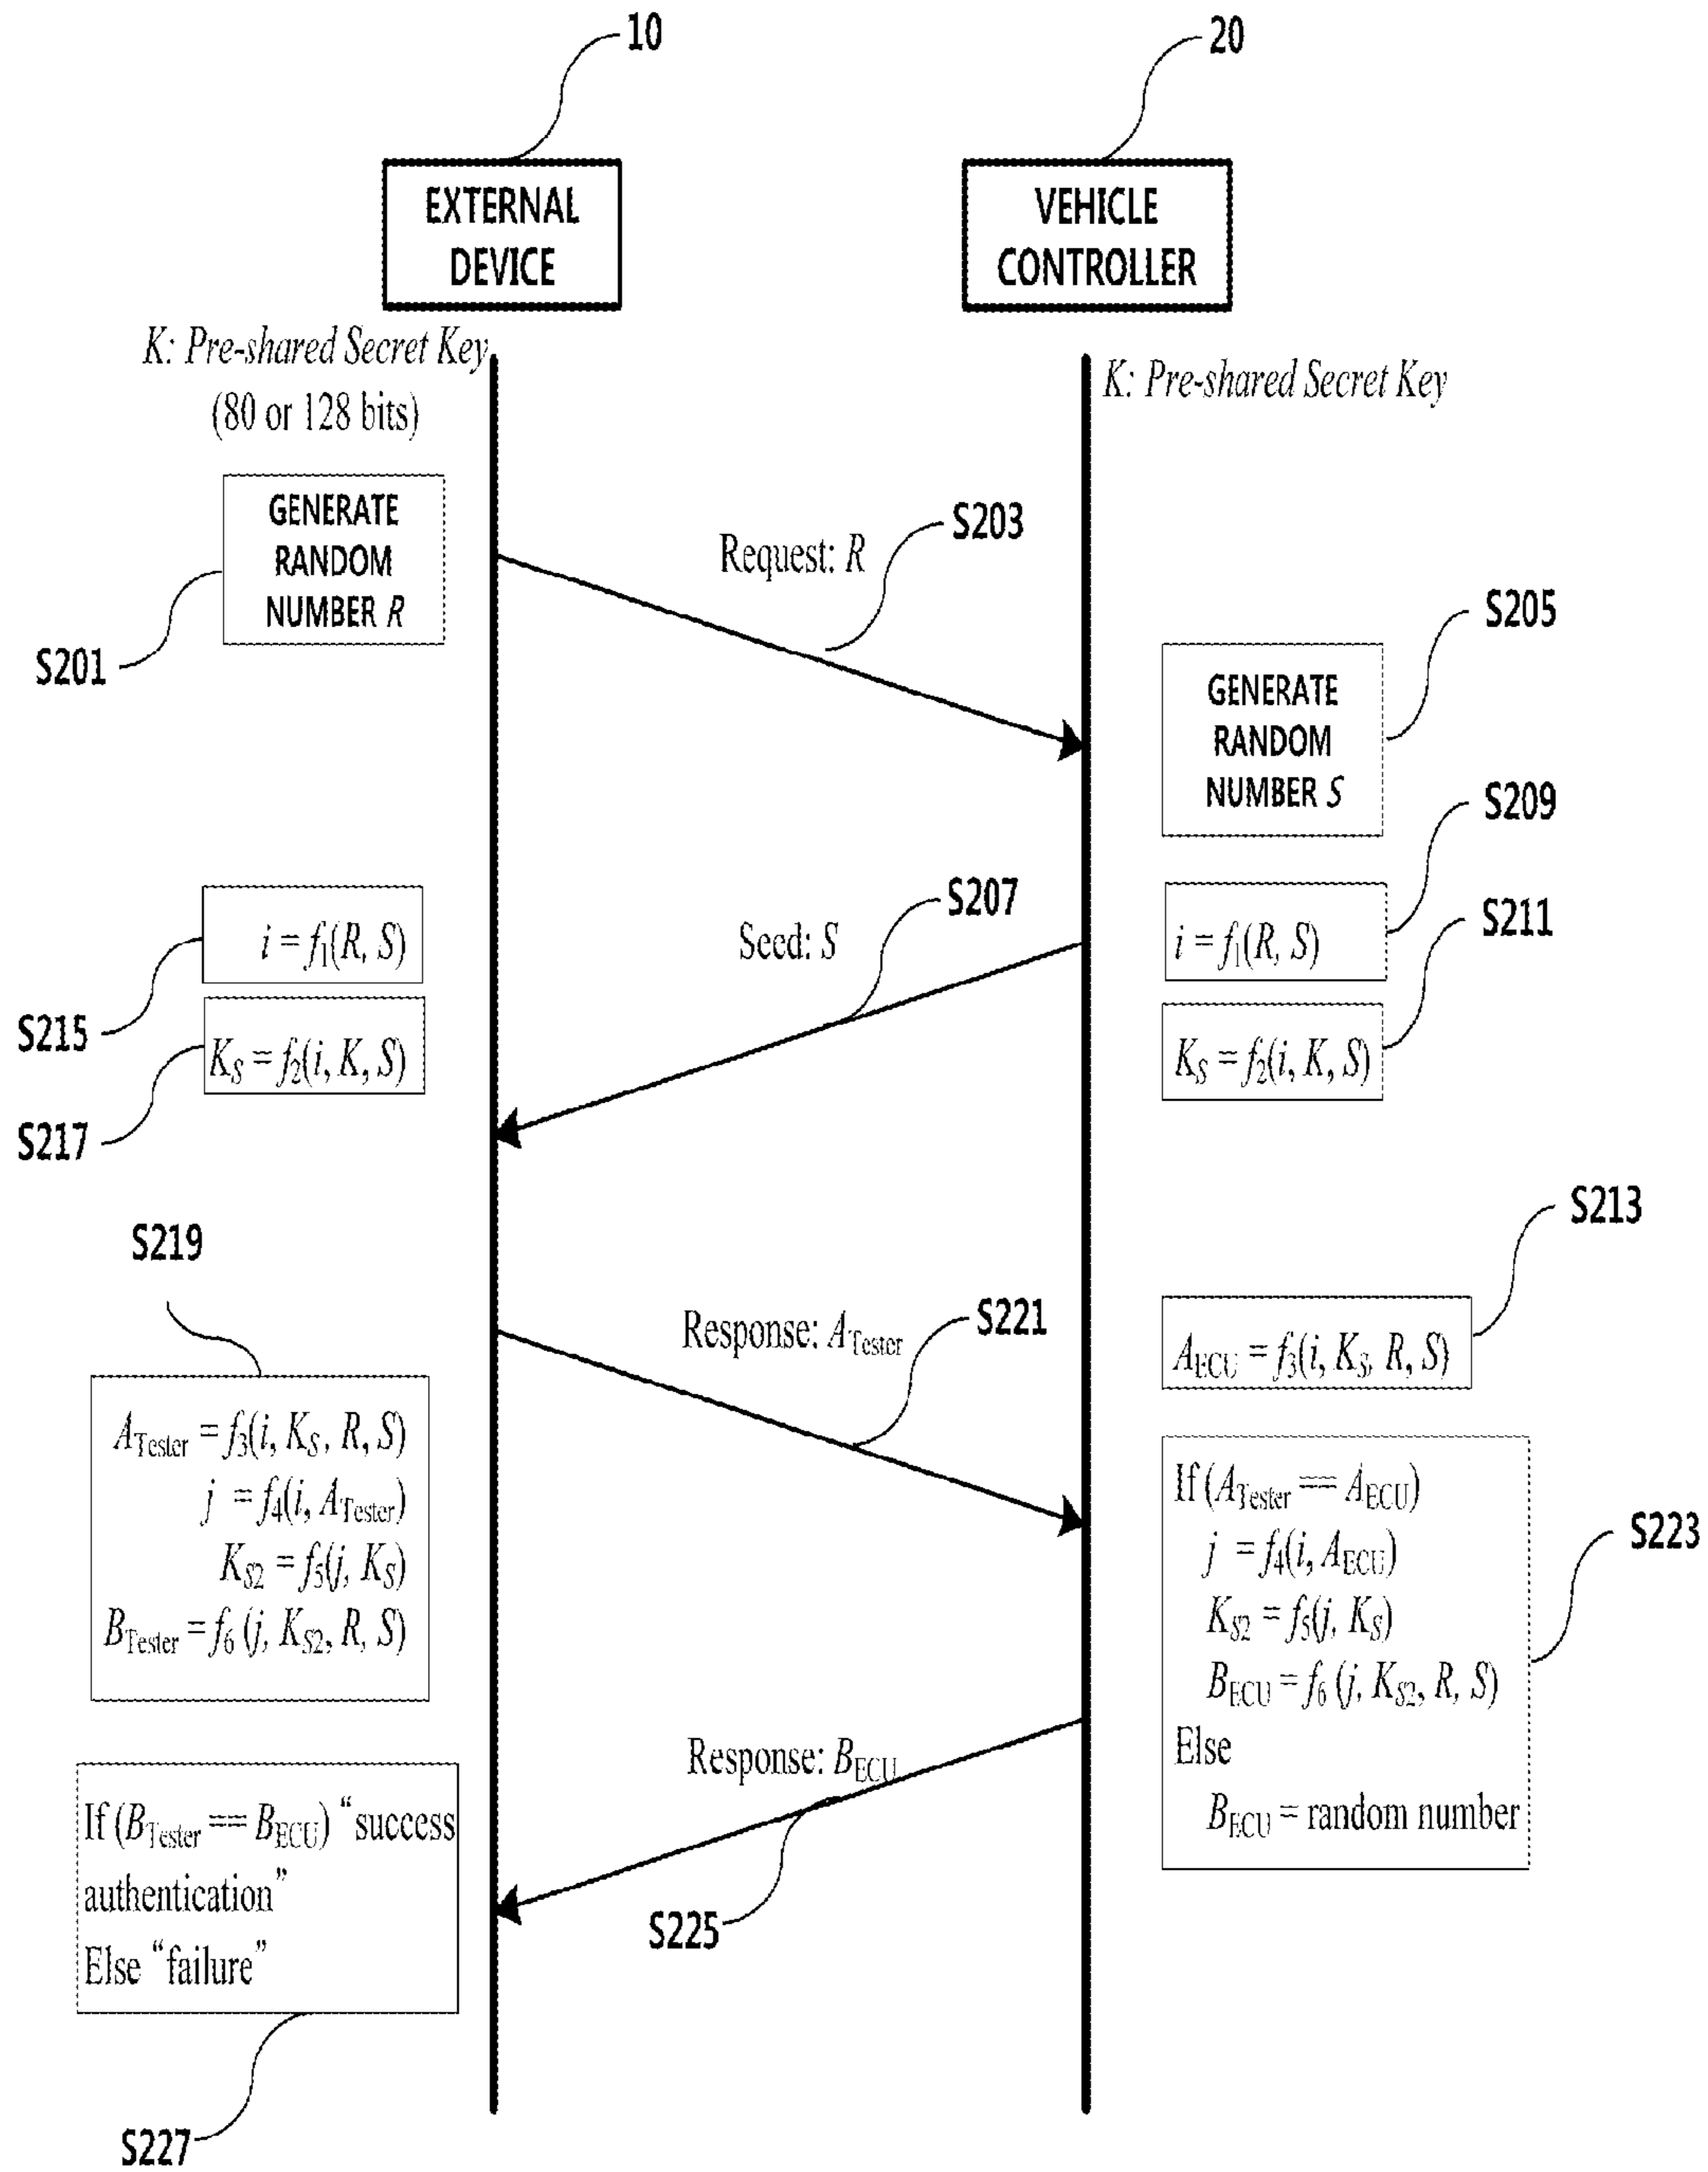 10
20
EXTERNAL
DEVICE
VEHICLE
CONTROLLER
K: Pre-shared Secret Key
(80 or 128 bits)
K: Pre-shared Secret Key
GENERATE
RANDOM
NUMBER R
S201
Request: R
S203
S205
GENERATE
RANDOM
NUMBER S
S209
i = f1(R, S)
S215
KS = f2(i, K, S)
S217
Seed: S
S207
i = f1(R, S)
S211
KS = f2(i, K, S)
S213
S219
Response: ATester
S221
AECU = f3(i, KS, R, S)
ATester = f3(i, KS, R, S)
j = f4(i, ATester)
KS2 = f5(j, KS)
BTester = f6 (j, KS2, R, S)
If (ATester == AECU)
j = f4(i, AECU)
KS2 = f5(j, KS)
BECU = f6 (j, KS2, R, S)
Else
BECU = random number
S223
Response: BECU
S225
If (BTester == BECU) “success
authentication”
Else “failure”
S227